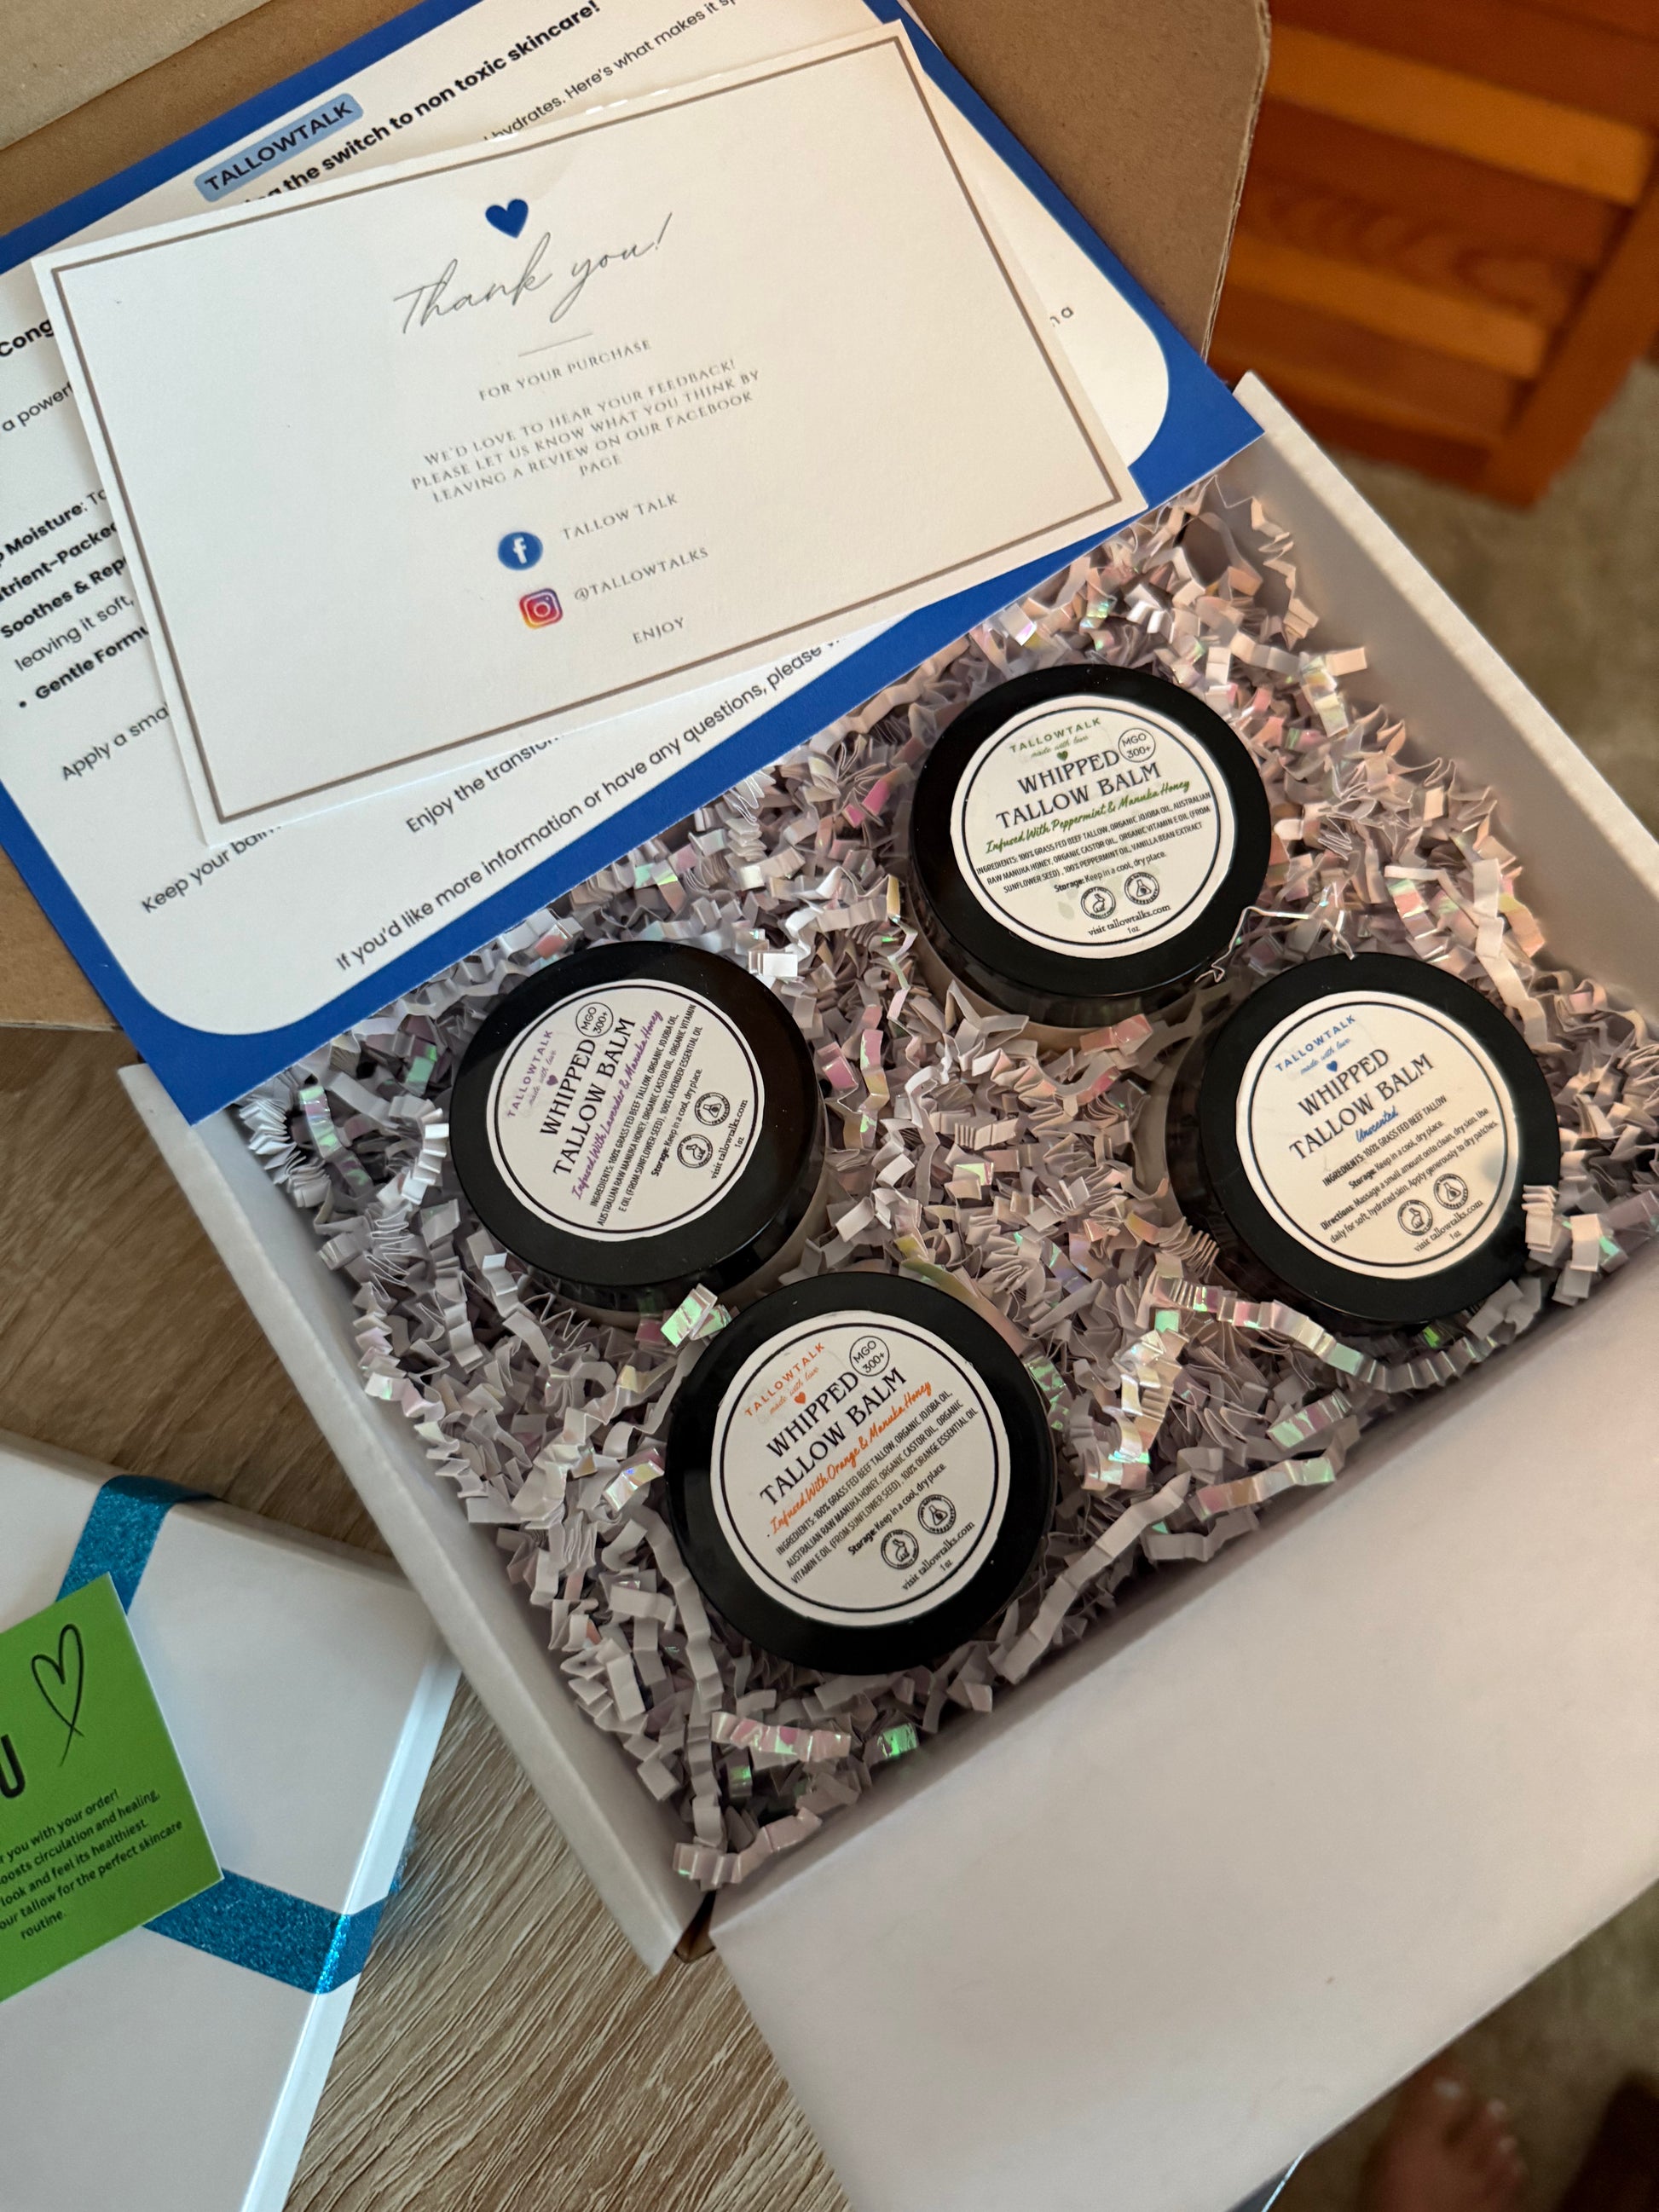 TALLOWTALK
the switch to non toxic skincare!
hydrates. Here's what makes it
Cong
a power
Moisture:
Soothes &
leaving it soft,
• Gentle
Apply a
Keep your
Enjoy the
If you'd like more information or have any questions, please
Thank you!
FOR YOUR PURCHASE
WE'D LOVE TO HEAR YOUR FEEDBACK!
PLEASE LET US KNOW WHAT YOU THINK BY
LEAVING A REVIEW ON OUR FACEBOOK
PAGE
TALLOW TALK
@TALLOWTALKS
ENJOY
TALLOWTALK
made with love
MGO
300+
WHIPPED
TALLOW BALM
Infused With Peppermint & Manuka Honey
INGREDIENTS: 100% GRASS FED BEEF TALLOW, ORGANIC JOJOBA OIL, AUSTRALIAN
RAW MANUKA HONEY, ORGANIC CASTOR OIL, ORGANIC VITAMIN E OIL (FROM
SUNFLOWER SEED), 100% PEPPERMINT OIL, VANILLA BEAN EXTRACT
Storage: Keep in a cool, dry place.
visit tallowtalks.com
1oz
TALLOWTALK
made with love
MGO
300+
WHIPPED
TALLOW BALM
Infused With Lavender & Manuka Honey
INGREDIENTS: 100% GRASS FED BEEF TALLOW, ORGANIC JOJOBA OIL,
AUSTRALIAN RAW MANUKA HONEY, ORGANIC CASTOR OIL, ORGANIC VITAMIN
E OIL (FROM SUNFLOWER SEED), 100% LAVENDER ESSENTIAL OIL
Storage: Keep in a cool, dry place.
visit tallowtalks.com
1oz
TALLOWTALK
made with love
WHIPPED
TALLOW BALM
Unscented
INGREDIENTS: 100% GRASS FED BEEF TALLOW
Storage: Keep in a cool, dry place.
Directions: Massage a small amount onto clean, dry skin. Use
daily for soft, hydrated skin. Apply generously to dry patches.
visit tallowtalks.com
1oz
TALLOWTALK
made with love
MGO
300+
WHIPPED
TALLOW BALM
Infused With Orange & Manuka Honey
INGREDIENTS: 100% GRASS FED BEEF TALLOW, ORGANIC JOJOBA OIL,
AUSTRALIAN RAW MANUKA HONEY, ORGANIC CASTOR OIL, ORGANIC
VITAMIN E OIL (FROM SUNFLOWER SEED), 100% ORANGE ESSENTIAL OIL
Storage: Keep in a cool, dry place.
visit tallowtalks.com
1oz
U
you with your order!
circulation and healing,
look and feel its healthiest.
tallow for the perfect skincare
routine.